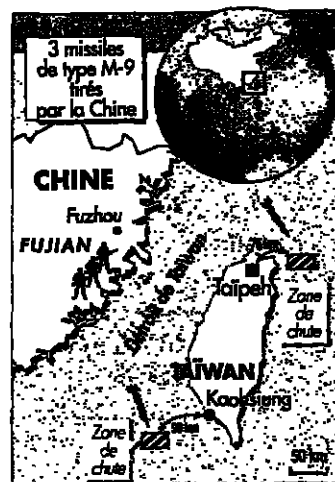 3 missiles
de type M-9
tirés
par la Chine
CHINE
Fuzhou
FUJIAN
Détroit de Taïwan
Taïpeh
Zone
de
chute
TAÏWAN
Kaohsiung
Zone
de
chute
50 km